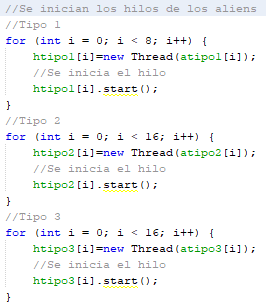 //Se inician los hilos de los aliens
//Tipo 1
for (int i = 0; i < 8; i++) {
htipo1[i]=new Thread(atipo1[i]);
//Se inicia el hilo
htipo1[i].start();
}
//Tipo 2
for (int i = 0; i < 16; i++) {
htipo2[i]=new Thread(atipo2[i]);
//Se inicia el hilo
htipo2[i].start();
}
//Tipo 3
for (int i = 0; i < 16; i++) {
htipo3[i]=new Thread(atipo3[i]);
//Se inicia el hilo
htipo3[i].start();
}